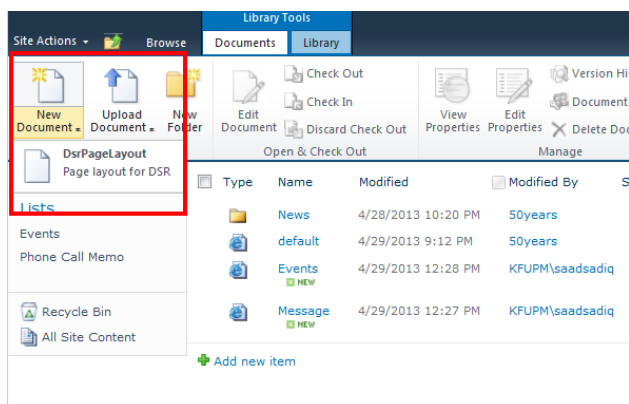 Library Tools
Site Actions Browse Documents Library
New Document Upload Document New Folder
Edit Document Check Out
Check In
Discard Check Out
Open & Check Out
View Properties Edit Properties Version Hi
Document
Delete Doc
Manage
DsrPageLayout
Page layout for DSR
Lists
Events
Phone Call Memo
Recycle Bin
All Site Content
Type Name Modified Modified By S
News 4/28/2013 10:20 PM 50years
default 4/29/2013 9:12 PM 50years
Events 4/29/2013 12:28 PM KFUPM\saadsadiq
NEW
Message 4/29/2013 12:27 PM KFUPM\saadsadiq
NEW
Add new item